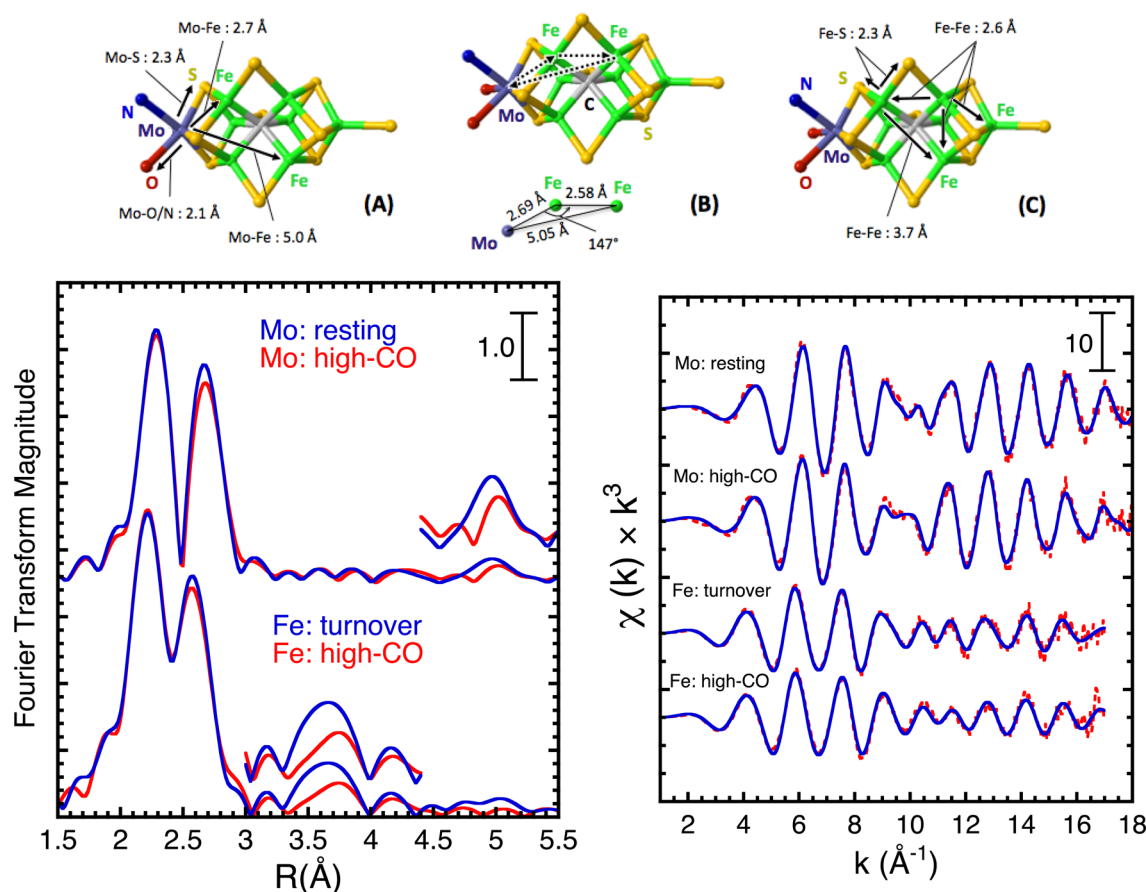 Mo-Fe : 2.7 Å
Mo-S : 2.3 Å
S
Fe
N
Mo
O
Fe
(A)
Mo-O/N : 2.1 Å
Mo-Fe : 5.0 Å
Fe
Fe
C
Mo
S
Fe
Fe
(B)
2.69 Å
2.58 Å
5.05 Å
Mo
147°
Fe-S : 2.3 Å
Fe-Fe : 2.6 Å
S
Fe
N
Mo
Fe
O
(C)
Fe-Fe : 3.7 Å
Mo: resting
Mo: high-CO
1.0
Fe: turnover
Fe: high-CO
Fourier Transform Magnitude
1.5 2 2.5 3 3.5 4 4.5 5 5.5
R(Å)
Mo: resting
10
Mo: high-CO
Fe: turnover
Fe: high-CO
χ (k) × k³
2 4 6 8 10 12 14 16 18
k (Å⁻¹)